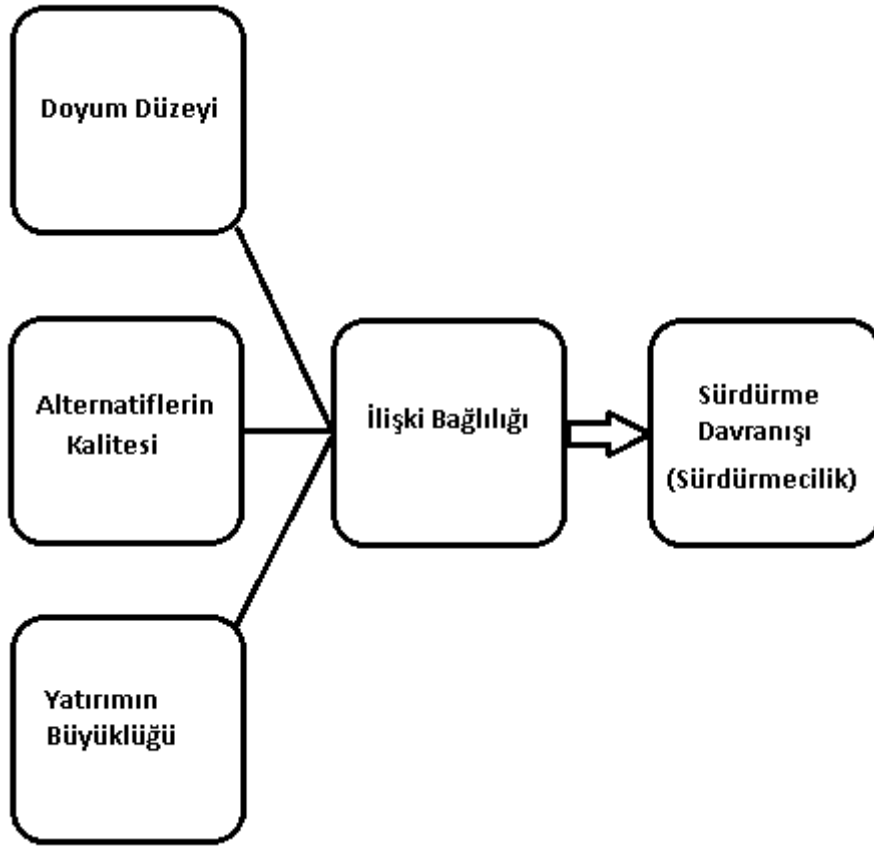 Doyum Düzeyi
Alternatiflerin
Kalitesi
Yatırımın
Büyüklüğü
İlişki Bağlılığı
Sürdürme
Davranışı
(Sürdürmecilik)